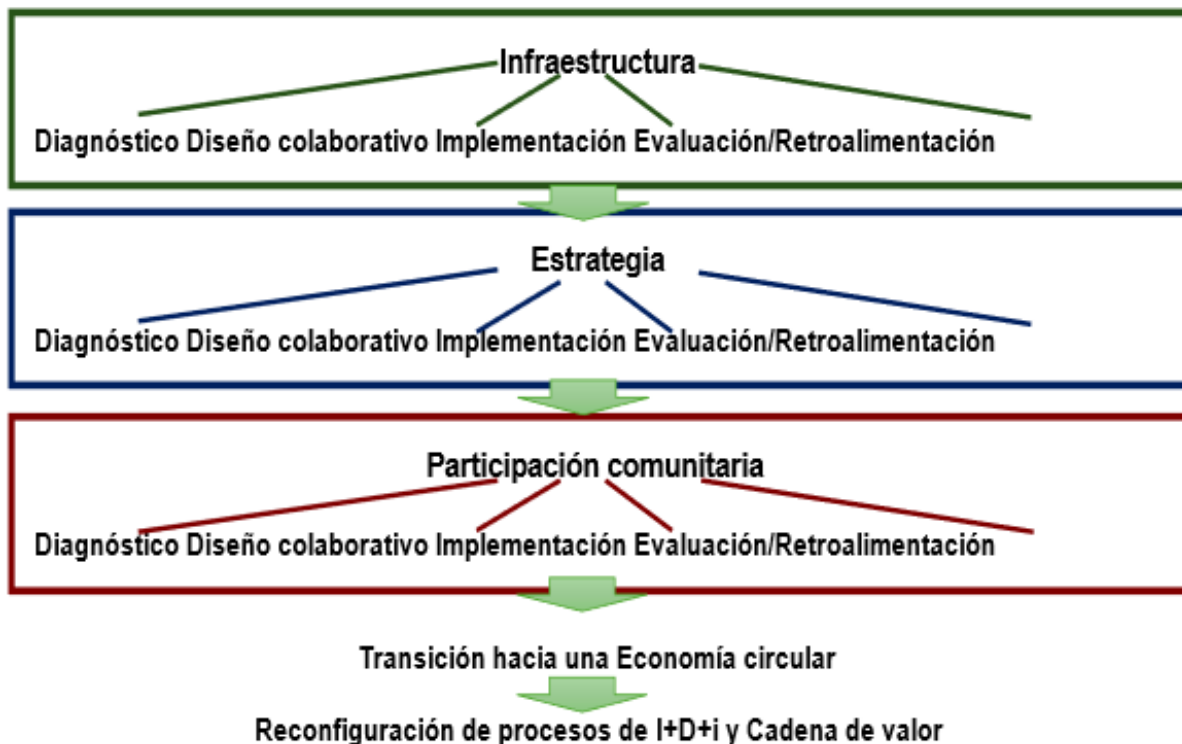 Infraestructura
Diagnóstico Diseño colaborativo Implementación Evaluación/Retroalimentación
Estrategia
Diagnóstico Diseño colaborativo Implementación Evaluación/Retroalimentación
Participación comunitaria
Diagnóstico Diseño colaborativo Implementación Evaluación/Retroalimentación
Transición hacia una Economía circular
Reconfiguración de procesos de I+D+i y Cadena de valor